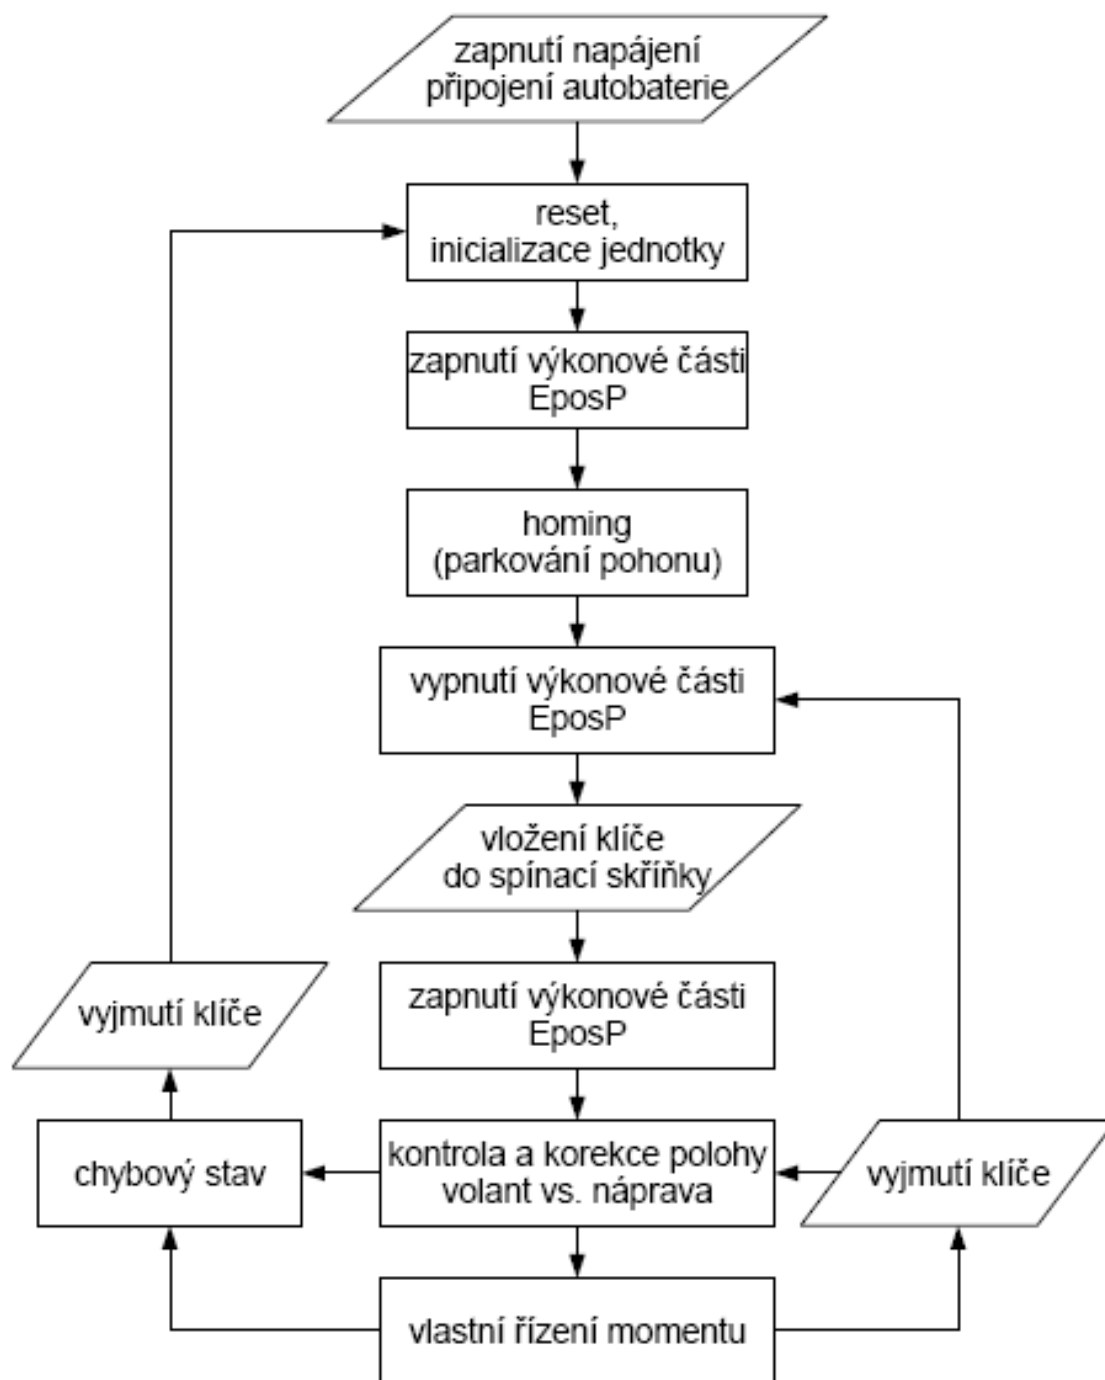 zapnutí napájení
připojení autobaterie
reset,
inicializace jednotky
zapnutí výkonové části
EposP
homing
(parkování pohonu)
vypnutí výkonové části
EposP
vložení klíče
do spínací skříňky
zapnutí výkonové části
EposP
vyjmutí klíče
chybový stav
kontrola a korekce polohy
volant vs. náprava
vyjmutí klíče
vlastní řízení momentu